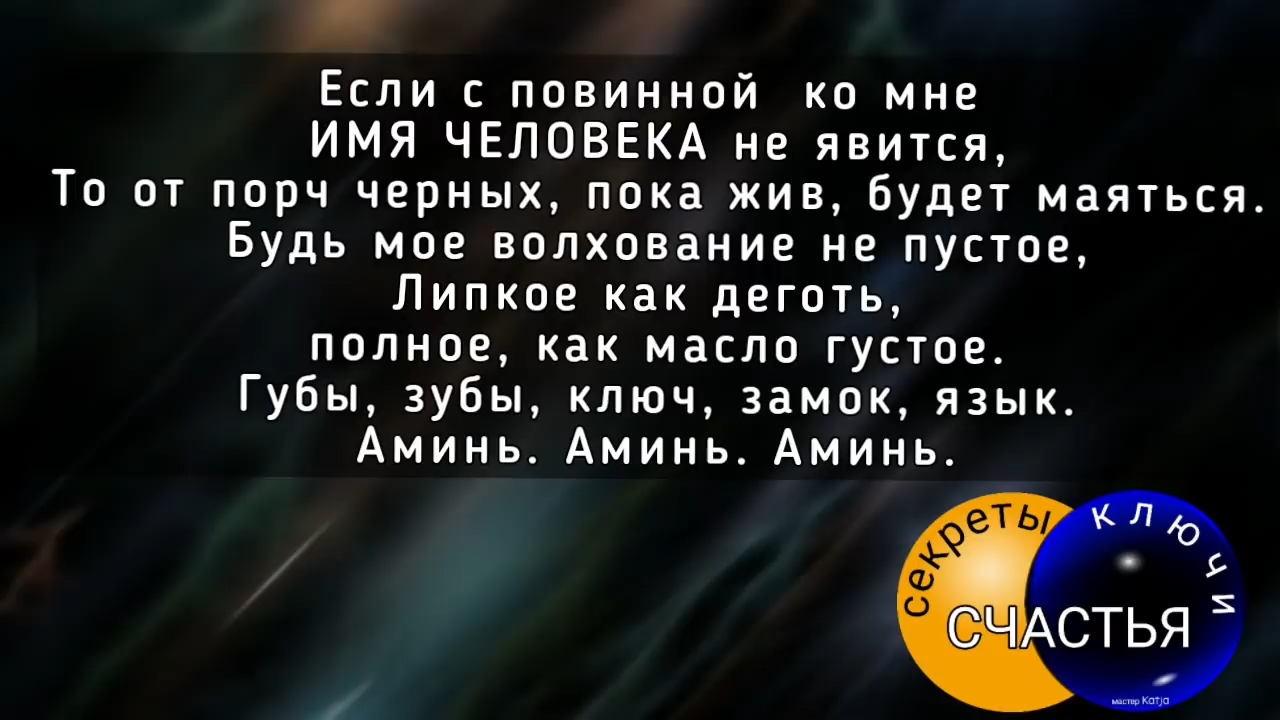 Если с повинной ко мне
ИМЯ ЧЕЛОВЕКА не явится,
То от порч черных, пока жив, будет маяться.
Будь мое волхование не пустое,
Липкое как деготь,
полное, как масло густое.
Губы, зубы, ключ, замок, язык.
Аминь. Аминь. Аминь.
секреты
ключи
СЧАСТЬЯ
мастер Katja